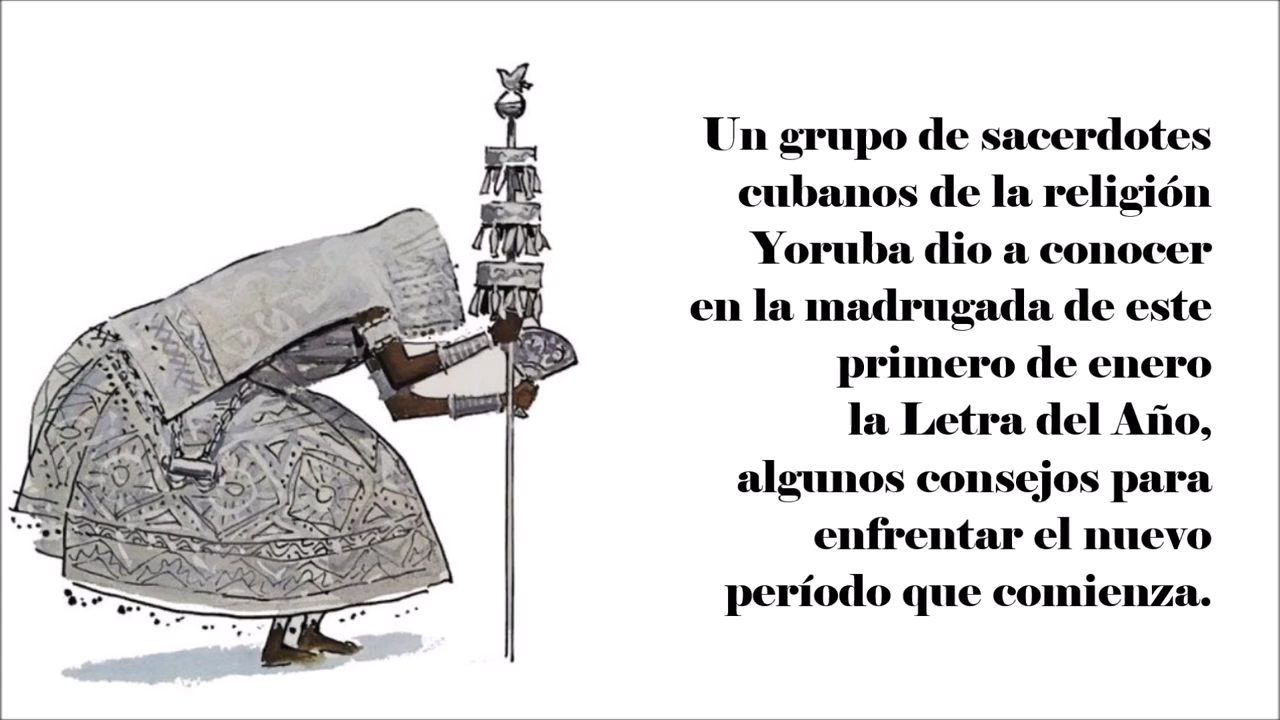 Un grupo de sacerdotes
cubanos de la religión
Yoruba dio a conocer
en la madrugada de este
primero de enero
la Letra del Año,
algunos consejos para
enfrentar el nuevo
período que comienza.